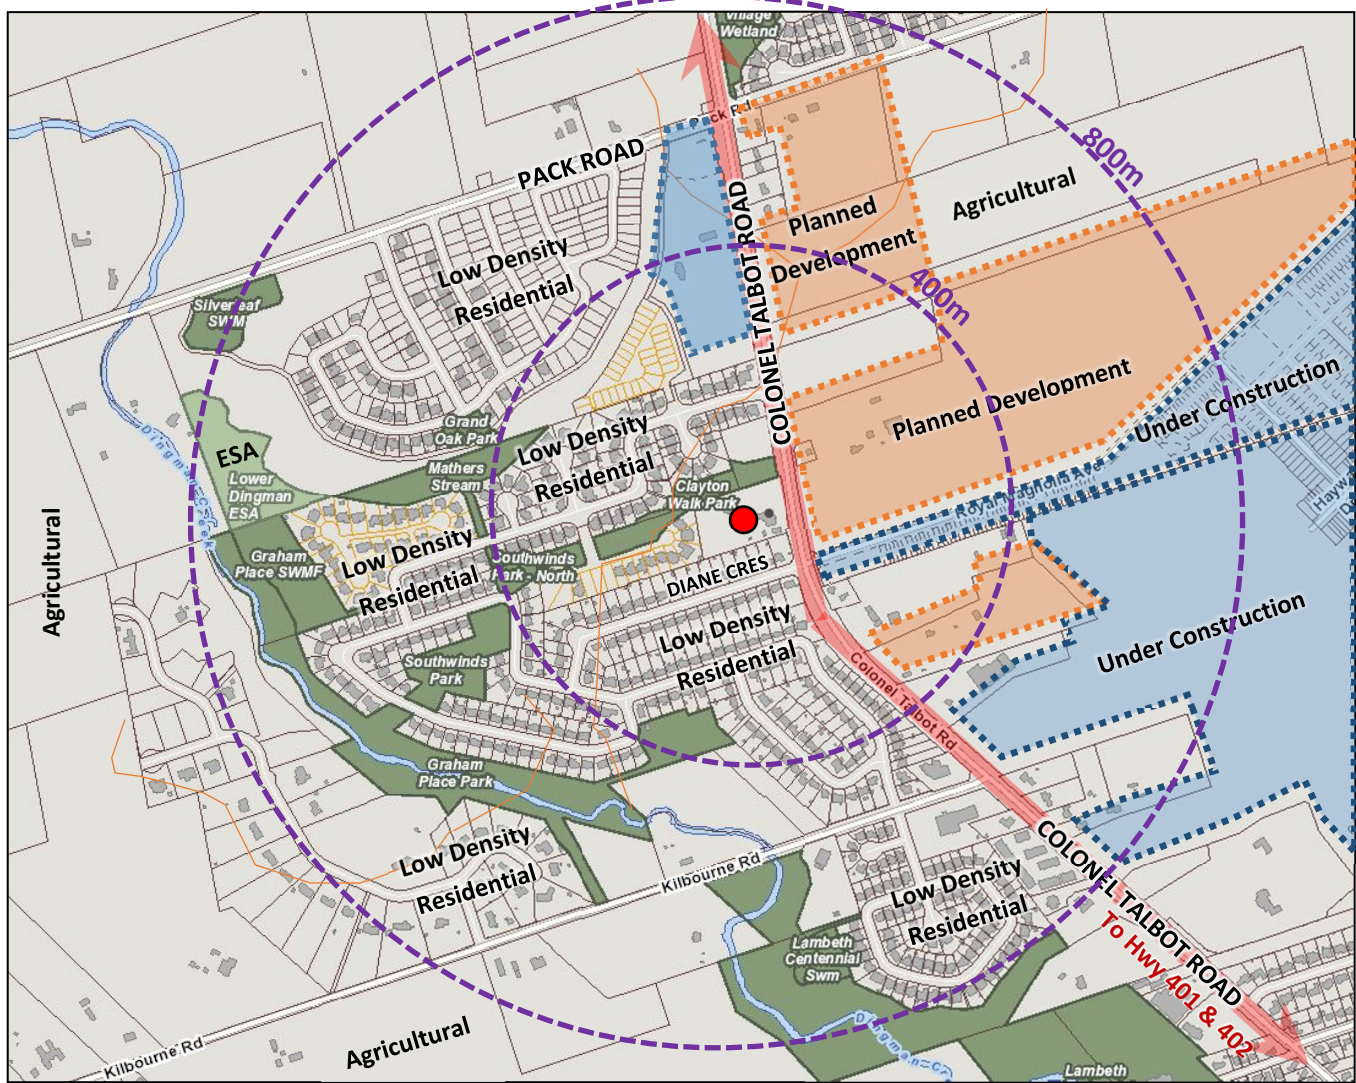 Village
Wetland
Pack Rd
PACK ROAD
800m
Agricultural
Planned
Development
COLONEL TALBOT ROAD
Low Density
Residential
400m
Silverleaf
SWM
Planned Development
Under Construction
Grand
Oak Park
Low Density
Residential
ESA
Lower
Dingman
ESA
Mathers
Stream
Clayton
Walk Park
Royal Magnolia Ave
Dingman Creek
Agricultural
Graham
Place SWMF
Low Density
Residential
Southwinds
Park - North
DIANE CRES
Low Density
Residential
Under Construction
Southwinds
Park
Colonel Talbot Rd
Graham
Place Park
Low Density
Residential
Kilbourne Rd
Low Density
Residential
COLONEL TALBOT ROAD
To Hwy 401 & 402
Lambeth
Centennial
Swm
Agricultural
Kilbourne Rd
Lambeth